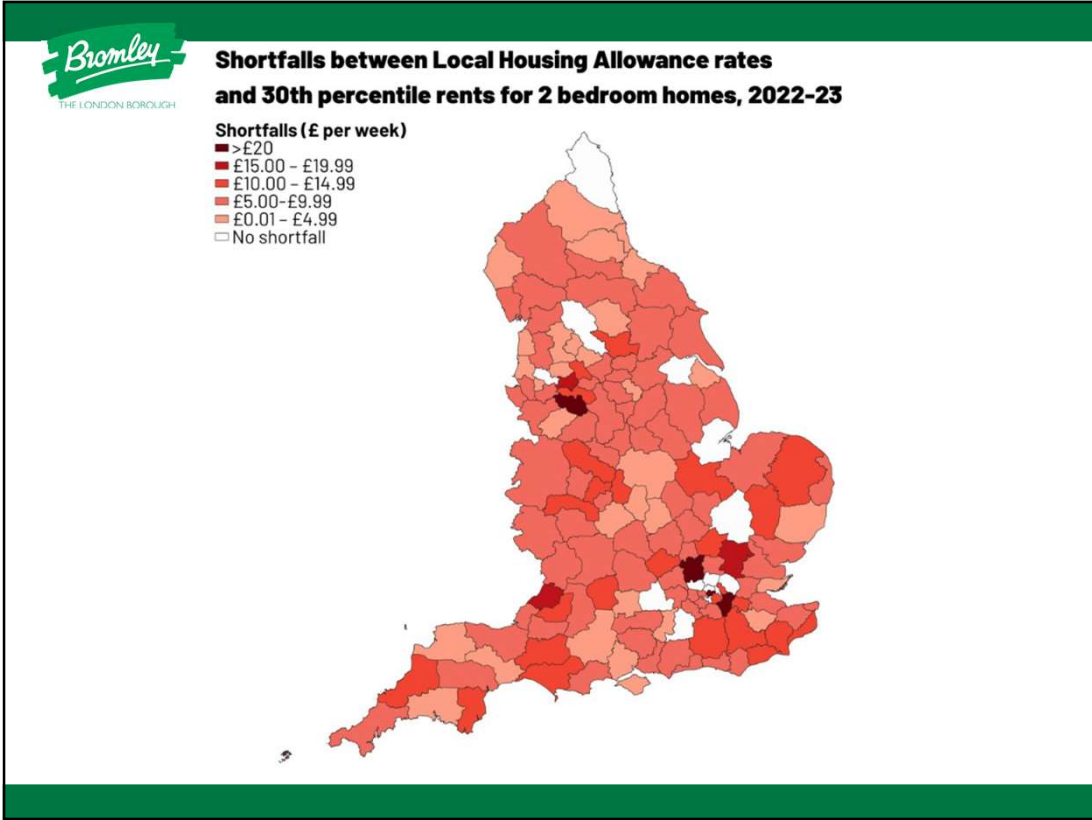 Bromley
THE LONDON BOROUGH
Shortfalls between Local Housing Allowance rates
and 30th percentile rents for 2 bedroom homes, 2022-23
Shortfalls (£ per week)
>£20
£15.00 – £19.99
£10.00 – £14.99
£5.00-£9.99
£0.01 – £4.99
No shortfall